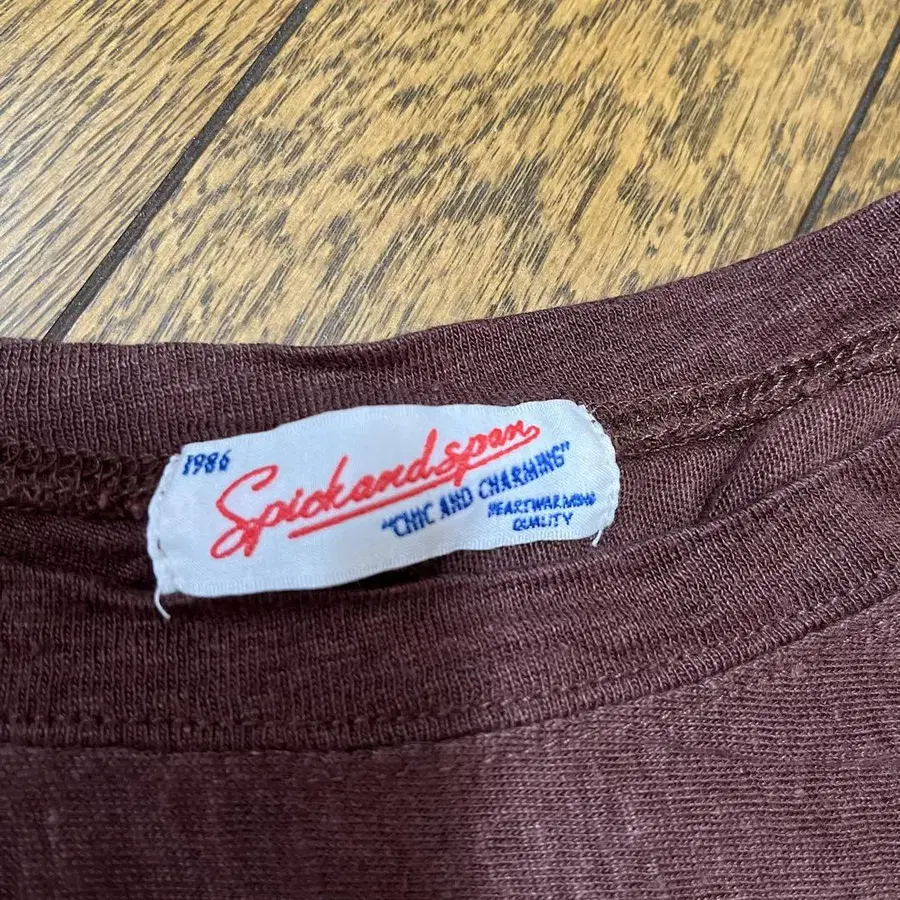 1986
Spickandspan
"CHIC AND CHARMING"
HEARTWARMING
QUALITY